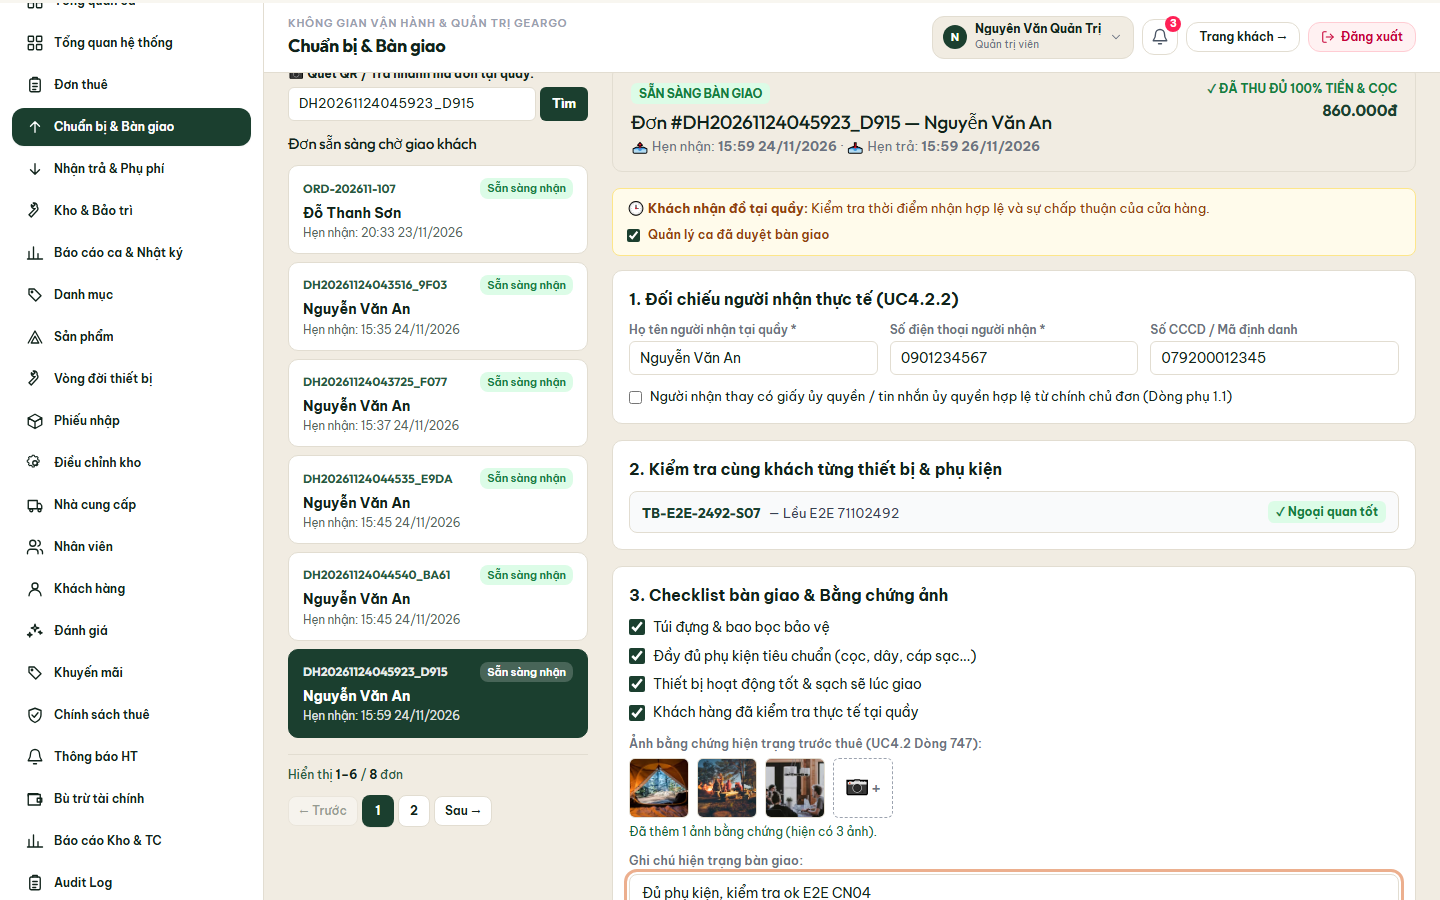 Tổng quan số
Tổng quan hệ thống
Đơn thuê
Chuẩn bị & Bàn giao
Nhận trả & Phụ phí
Kho & Bảo trì
Báo cáo ca & Nhật ký
Danh mục
Sản phẩm
Vòng đời thiết bị
Phiếu nhập
Điều chỉnh kho
Nhà cung cấp
Nhân viên
Khách hàng
Đánh giá
Khuyến mãi
Chính sách thuê
Thông báo HT
Bù trừ tài chính
Báo cáo Kho & TC
Audit Log
KHÔNG GIAN VẬN HÀNH & QUẢN TRỊ GEARGO
Chuẩn bị & Bàn giao
N
Nguyễn Văn Quản Trị
Quản trị viên
3
Trang khách →
Đăng xuất
Quét QR / Tra nhanh mã đơn tại quầy:
DH20261124045923_D915
Tìm
Đơn sẵn sàng chờ giao khách
ORD-202611-107
Sẵn sàng nhận
Đỗ Thanh Sơn
Hẹn nhận: 20:33 23/11/2026
DH20261124043516_9F03
Sẵn sàng nhận
Nguyễn Văn An
Hẹn nhận: 15:35 24/11/2026
DH20261124043725_F077
Sẵn sàng nhận
Nguyễn Văn An
Hẹn nhận: 15:37 24/11/2026
DH20261124044535_E9DA
Sẵn sàng nhận
Nguyễn Văn An
Hẹn nhận: 15:45 24/11/2026
DH20261124044540_BA61
Sẵn sàng nhận
Nguyễn Văn An
Hẹn nhận: 15:45 24/11/2026
DH20261124045923_D915
Sẵn sàng nhận
Nguyễn Văn An
Hẹn nhận: 15:59 24/11/2026
Hiển thị 1–6 / 8 đơn
← Trước
1
2
Sau →
SẴN SÀNG BÀN GIAO
Đơn #DH20261124045923_D915 — Nguyễn Văn An
Hẹn nhận: 15:59 24/11/2026 · Hẹn trả: 15:59 26/11/2026
✓ ĐÃ THU ĐỦ 100% TIỀN & CỌC
860.000đ
Khách nhận đồ tại quầy: Kiểm tra thời điểm nhận hợp lệ và sự chấp thuận của cửa hàng.
Quản lý ca đã duyệt bàn giao
1. Đối chiếu người nhận thực tế (UC4.2.2)
Họ tên người nhận tại quầy *
Nguyễn Văn An
Số điện thoại người nhận *
0901234567
Số CCCD / Mã định danh
079200012345
Người nhận thay có giấy ủy quyền / tin nhắn ủy quyền hợp lệ từ chính chủ đơn (Dòng phụ 1.1)
2. Kiểm tra cùng khách từng thiết bị & phụ kiện
TB-E2E-2492-S07 — Lều E2E 71102492
✓ Ngoại quan tốt
3. Checklist bàn giao & Bằng chứng ảnh
Túi đựng & bao bọc bảo vệ
Đầy đủ phụ kiện tiêu chuẩn (cọc, dây, cáp sạc...)
Thiết bị hoạt động tốt & sạch sẽ lúc giao
Khách hàng đã kiểm tra thực tế tại quầy
Ảnh bằng chứng hiện trạng trước thuê (UC4.2 Dòng 747):
+
Đã thêm 1 ảnh bằng chứng (hiện có 3 ảnh).
Ghi chú hiện trạng bàn giao:
Đủ phụ kiện, kiểm tra ok E2E CN04